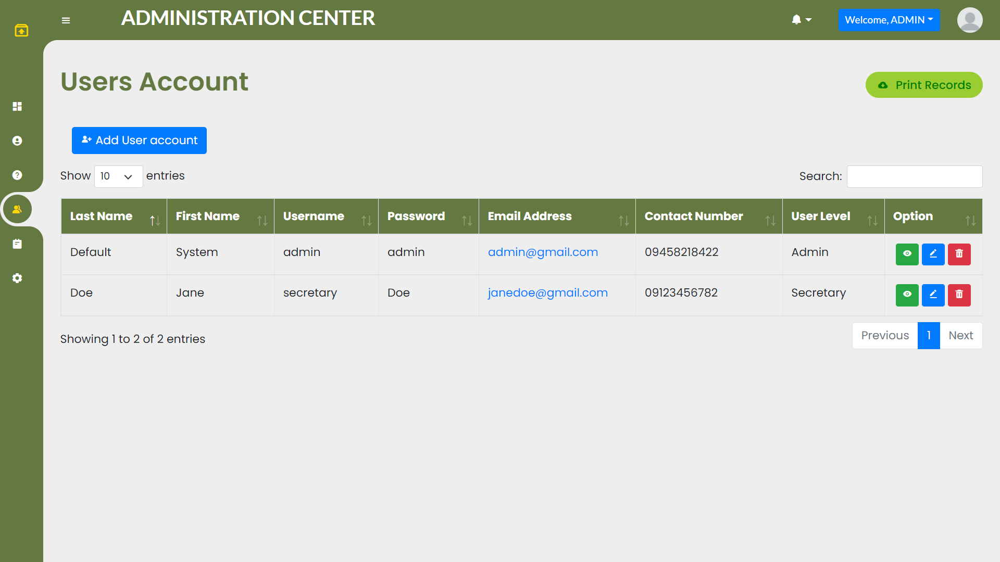 ADMINISTRATION CENTER
Welcome, ADMIN
Users Account
Print Records
Add User account
Show 10 entries
Search:
Last Name First Name Username Password Email Address Contact Number User Level Option
Default System admin admin admin@gmail.com 09458218422 Admin
Doe Jane secretary Doe janedoe@gmail.com 09123456782 Secretary
Showing 1 to 2 of 2 entries
Previous 1 Next